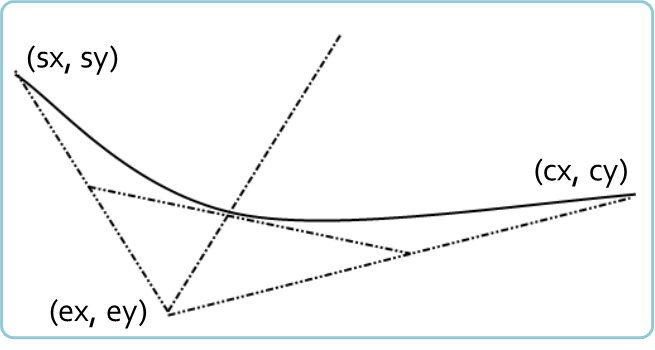 (sx, sy)
(cx, cy)
(ex, ey)